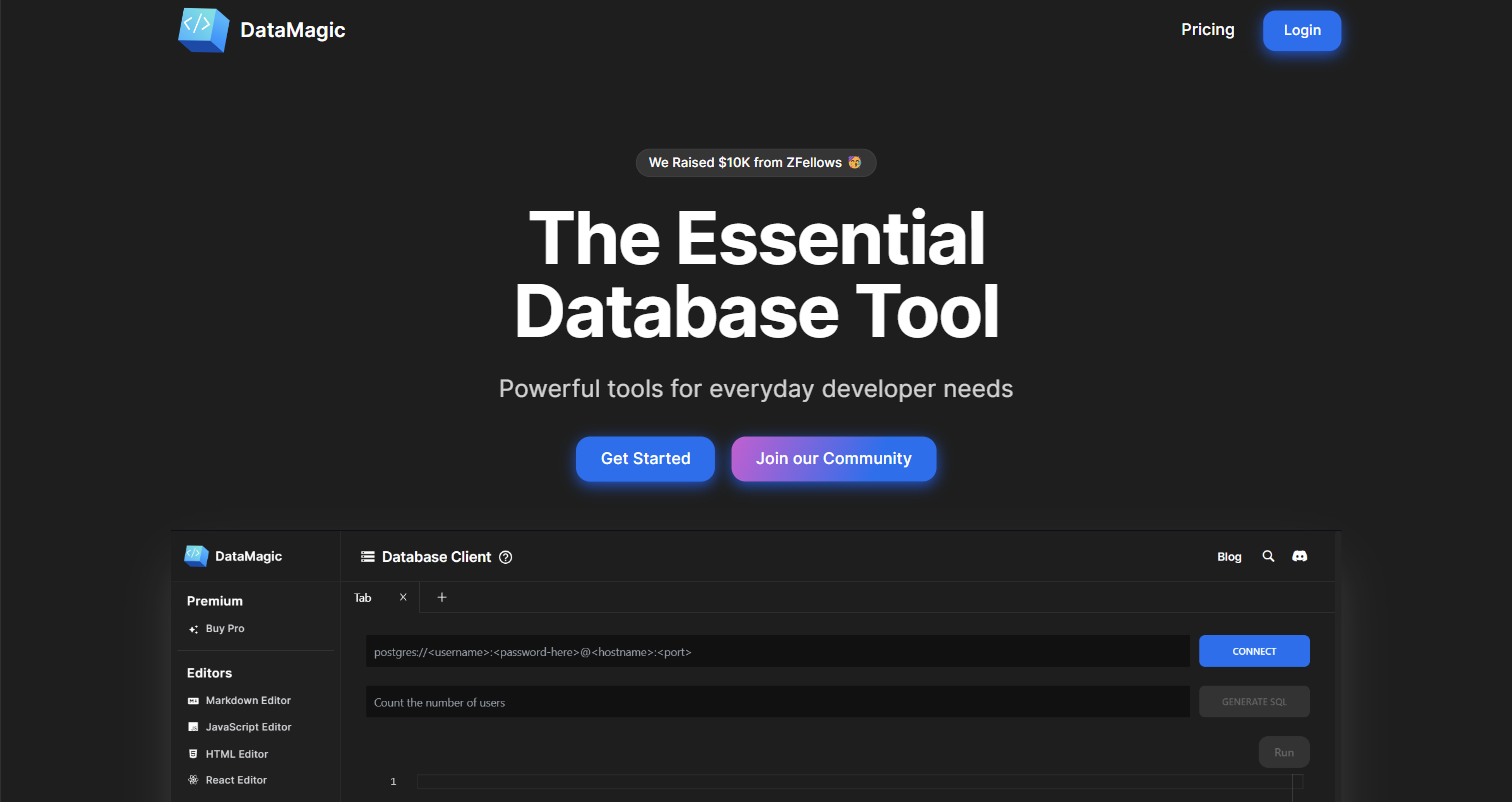 DataMagic
Pricing
Login
We Raised $10K from ZFellows 🥳
The Essential
Database Tool
Powerful tools for everyday developer needs
Get Started
Join our Community
</> DataMagic
Database Client
Blog
Premium
Buy Pro
Editors
Markdown Editor
JavaScript Editor
HTML Editor
React Editor
Tab
X
+
postgres://<username>:<password-here>@<hostname>:<port>
CONNECT
Count the number of users
GENERATE SQL
Run
1